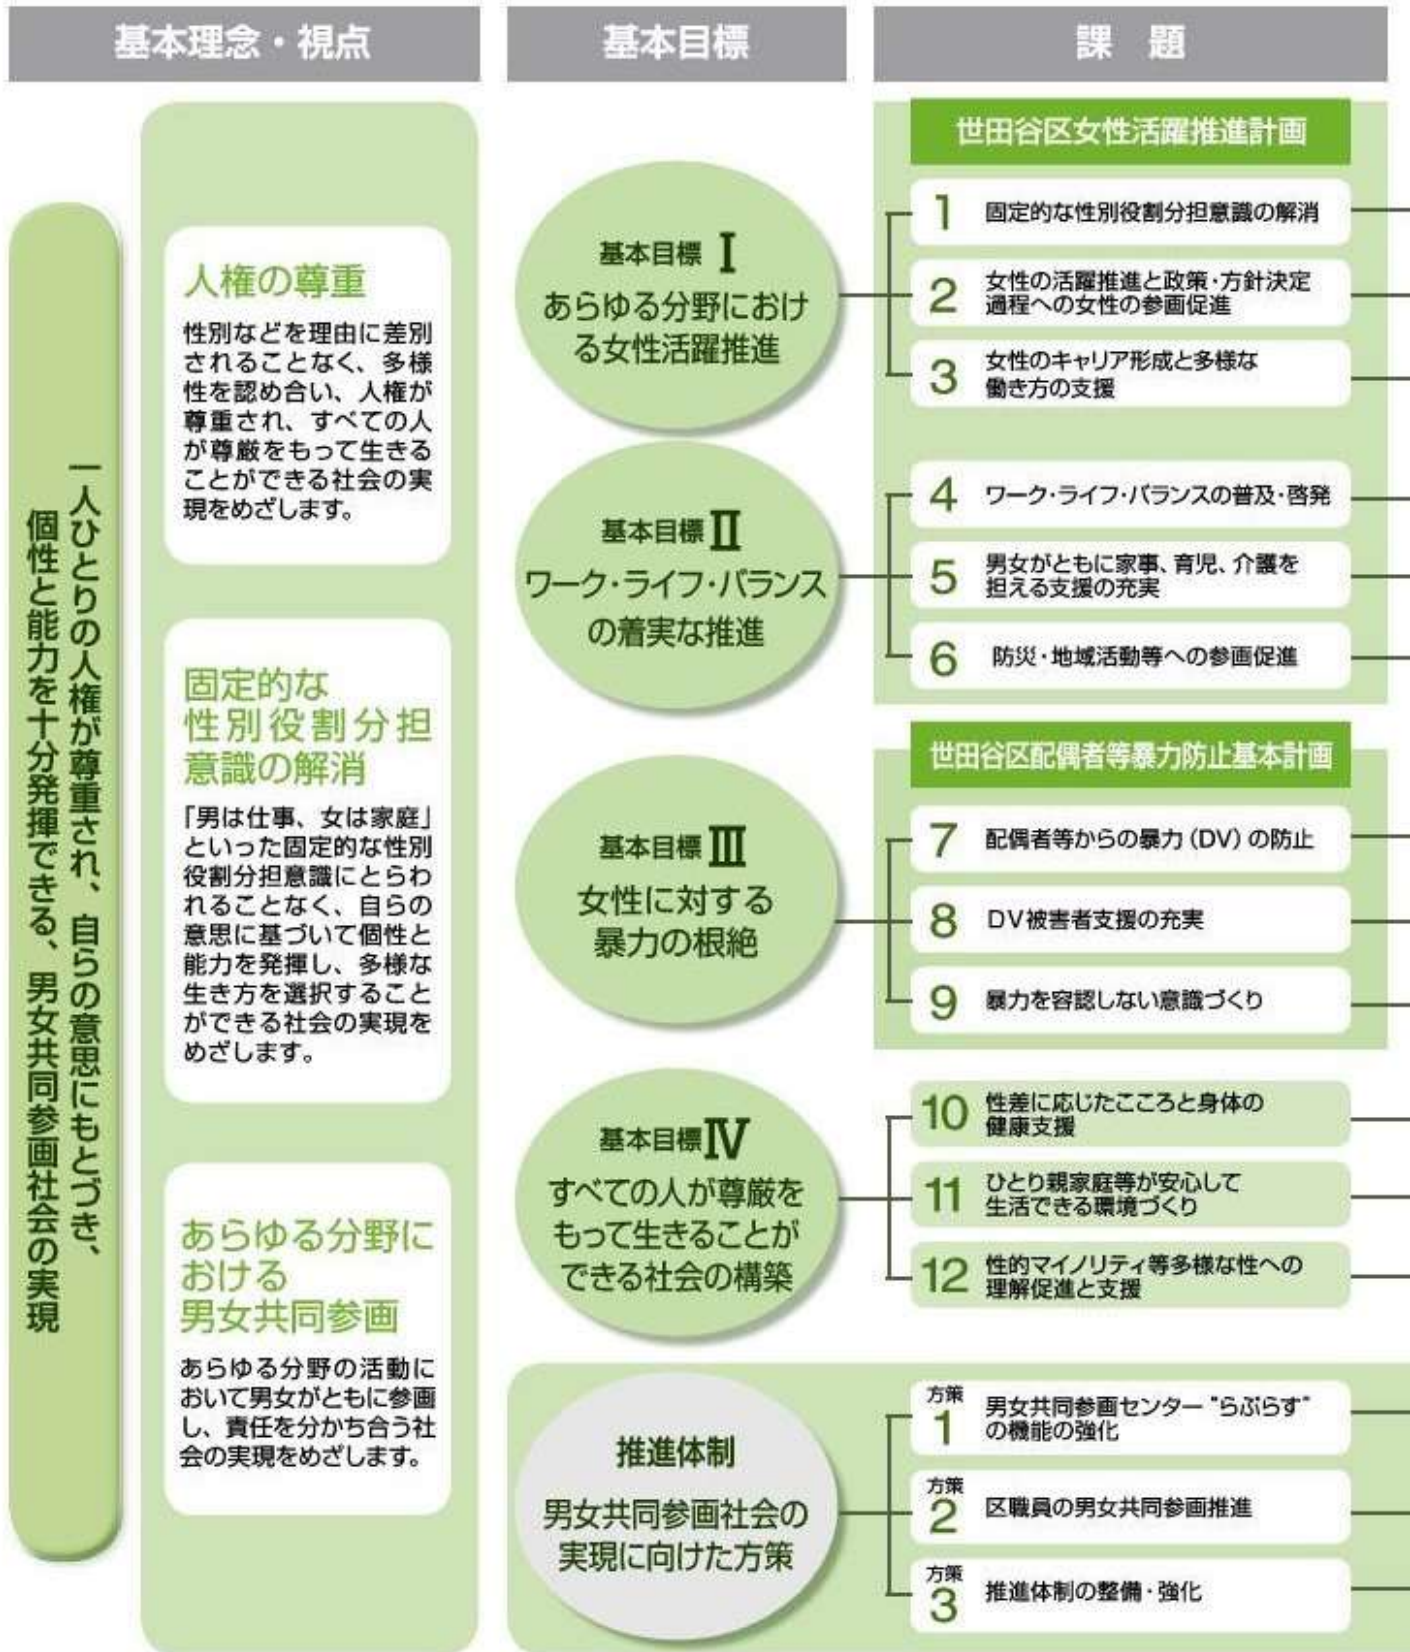 基本理念・視点
一人ひとりの人権が尊重され、自らの意思にもとづき、
個性と能力を十分発揮できる、男女共同参画社会の実現
人権の尊重
性別などを理由に差別
されることなく、多様
性を認め合い、人権が
尊重され、すべての人
が尊厳をもって生きる
ことができる社会の実
現をめざします。
固定的な
性別役割分担
意識の解消
「男は仕事、女は家庭」
といった固定的な性別
役割分担意識にとらわ
れることなく、自らの
意思に基づいて個性と
能力を発揮し、多様な
生き方を選択すること
ができる社会の実現を
めざします。
あらゆる分野に
おける
男女共同参画
あらゆる分野の活動に
おいて男女がともに参画
し、責任を分かち合う社
会の実現をめざします。
基本目標
基本目標 Ⅰ
あらゆる分野におけ
る女性活躍推進
基本目標 Ⅱ
ワーク・ライフ・バランス
の着実な推進
基本目標 Ⅲ
女性に対する
暴力の根絶
基本目標 Ⅳ
すべての人が尊厳を
もって生きることが
できる社会の構築
推進体制
男女共同参画社会の
実現に向けた方策
課 題
世田谷区女性活躍推進計画
1 固定的な性別役割分担意識の解消
2 女性の活躍推進と政策・方針決定
過程への女性の参画促進
3 女性のキャリア形成と多様な
働き方の支援
4 ワーク・ライフ・バランスの普及・啓発
5 男女がともに家事、育児、介護を
担える支援の充実
6 防災・地域活動等への参画促進
世田谷区配偶者等暴力防止基本計画
7 配偶者等からの暴力(DV)の防止
8 DV被害者支援の充実
9 暴力を容認しない意識づくり
10 性差に応じたこころと身体の
健康支援
11 ひとり親家庭等が安心して
生活できる環境づくり
12 性的マイノリティ等多様な性への
理解促進と支援
方策1 男女共同参画センター"らぷらす"
の機能の強化
方策2 区職員の男女共同参画推進
方策3 推進体制の整備・強化